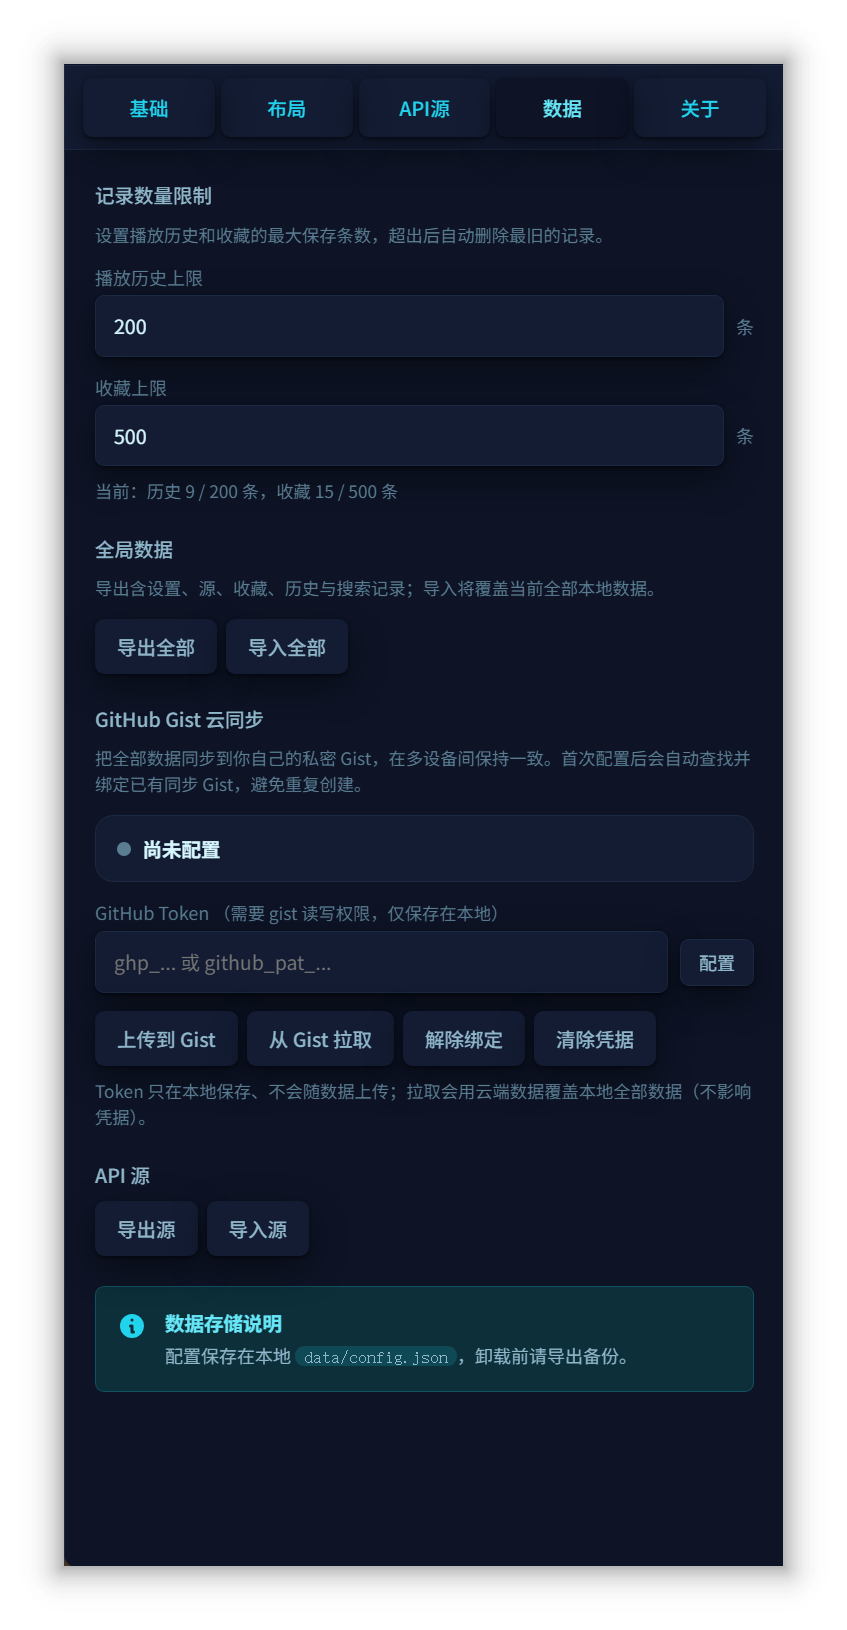 基础 布局 API源 数据 关于
记录数量限制
设置播放历史和收藏的最大保存条数，超出后自动删除最旧的记录。
播放历史上限
200 条
收藏上限
500 条
当前：历史 9 / 200 条，收藏 15 / 500 条
全局数据
导出含设置、源、收藏、历史与搜索记录；导入将覆盖当前全部本地数据。
导出全部 导入全部
GitHub Gist 云同步
把全部数据同步到你自己的私密 Gist，在多设备间保持一致。首次配置后会自动查找并
绑定已有同步 Gist，避免重复创建。
尚未配置
GitHub Token （需要 gist 读写权限，仅保存在本地）
ghp_... 或 github_pat_... 配置
上传到 Gist 从 Gist 拉取 解除绑定 清除凭据
Token 只在本地保存、不会随数据上传；拉取会用云端数据覆盖本地全部数据（不影响
凭据）。
API 源
导出源 导入源
数据存储说明
配置保存在本地 data/config.json，卸载前请导出备份。